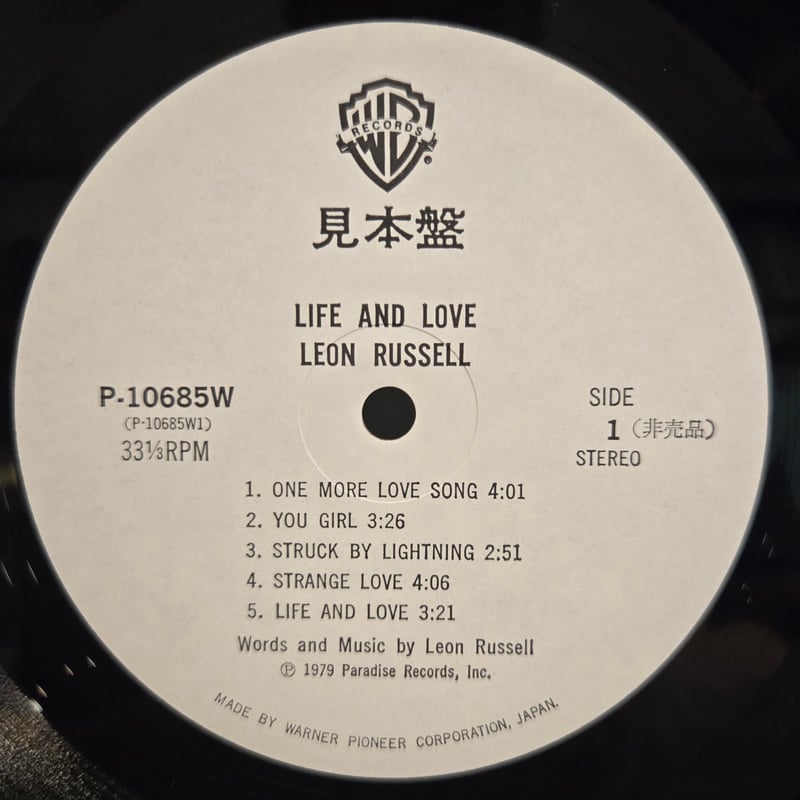 WB
RECORDS
®
見本盤
LIFE AND LOVE
LEON RUSSELL
P-10685W
(P-10685W1)
33⅓RPM
SIDE
1 (非売品)
STEREO
1. ONE MORE LOVE SONG 4:01
2. YOU GIRL 3:26
3. STRUCK BY LIGHTNING 2:51
4. STRANGE LOVE 4:06
5. LIFE AND LOVE 3:21
Words and Music by Leon Russell
Ⓟ 1979 Paradise Records, Inc.
MADE BY WARNER PIONEER CORPORATION, JAPAN.